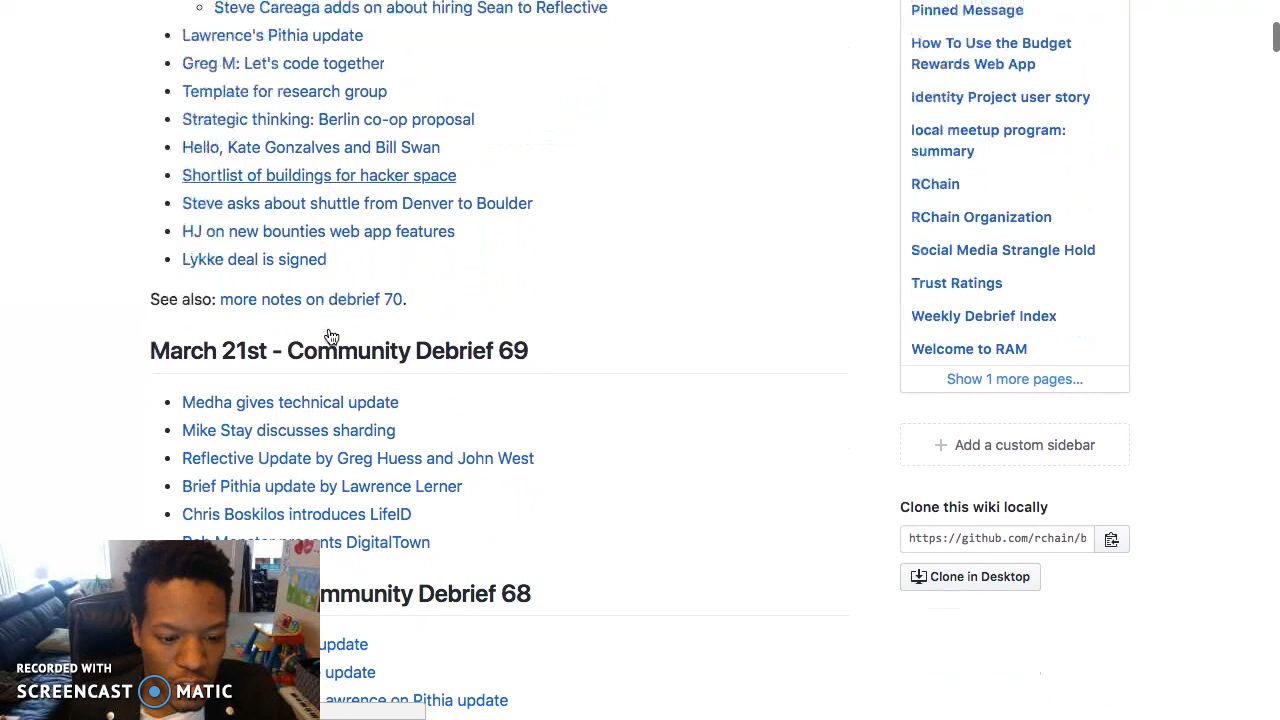 Steve Careaga adds on about hiring Sean to Reflective
Lawrence's Pithia update
Greg M: Let's code together
Template for research group
Strategic thinking: Berlin co-op proposal
Hello, Kate Gonzalves and Bill Swan
Shortlist of buildings for hacker space
Steve asks about shuttle from Denver to Boulder
HJ on new bounties web app features
Lykke deal is signed
See also: more notes on debrief 70.
March 21st - Community Debrief 69
Medha gives technical update
Mike Stay discusses sharding
Reflective Update by Greg Huess and John West
Brief Pithia update by Lawrence Lerner
Chris Boskilos introduces LifeID
DigitalTown
Debrief 68
update
update
on Pithia update
Pinned Message
How To Use the Budget
Rewards Web App
Identity Project user story
local meetup program:
summary
RChain
RChain Organization
Social Media Strangle Hold
Trust Ratings
Weekly Debrief Index
Welcome to RAM
Show 1 more pages...
+ Add a custom sidebar
Clone this wiki locally
https://github.com/rchain/b
Clone in Desktop
RECORDED WITH
SCREENCAST MATIC